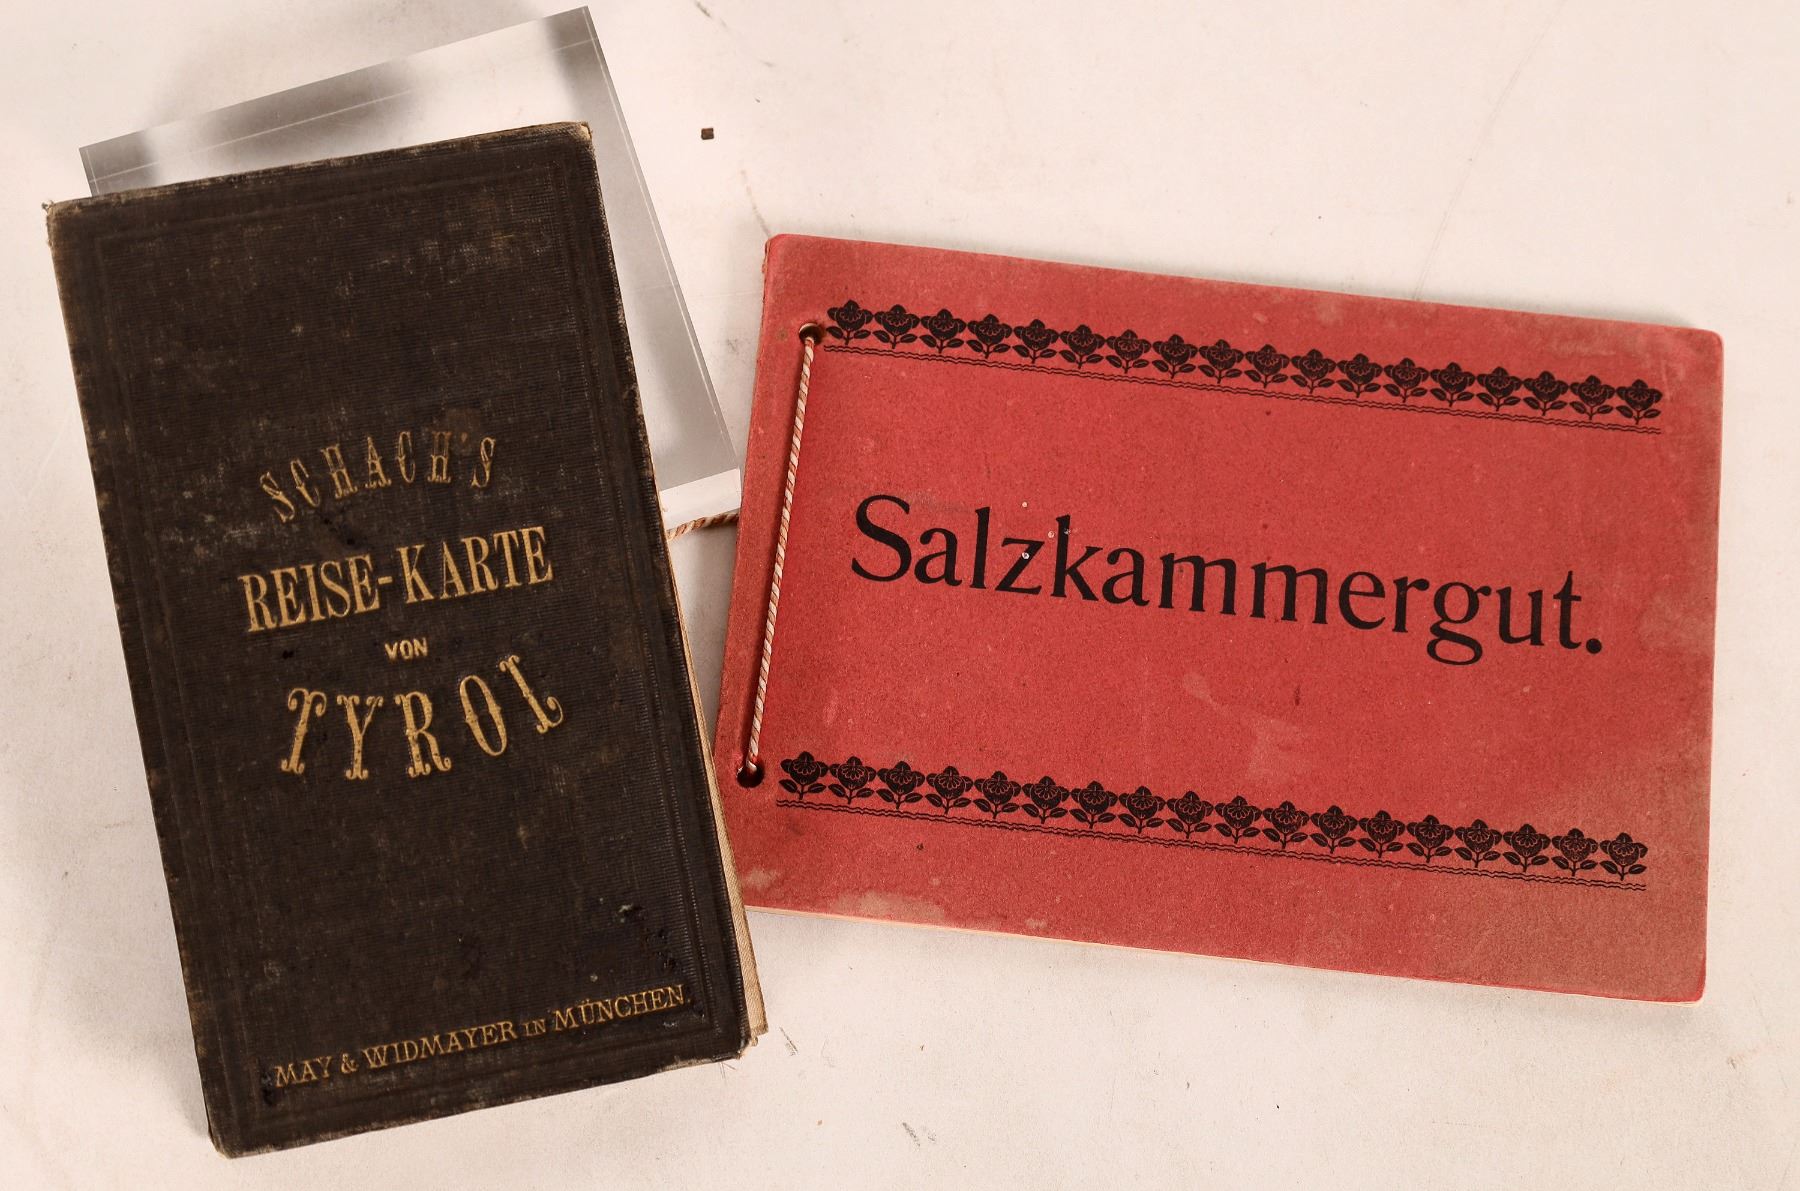 SCHACH'S
REISE-KARTE
VON
TYROL
MAY & WIDMAYER IN MÜNCHEN.
Salzkammergut.